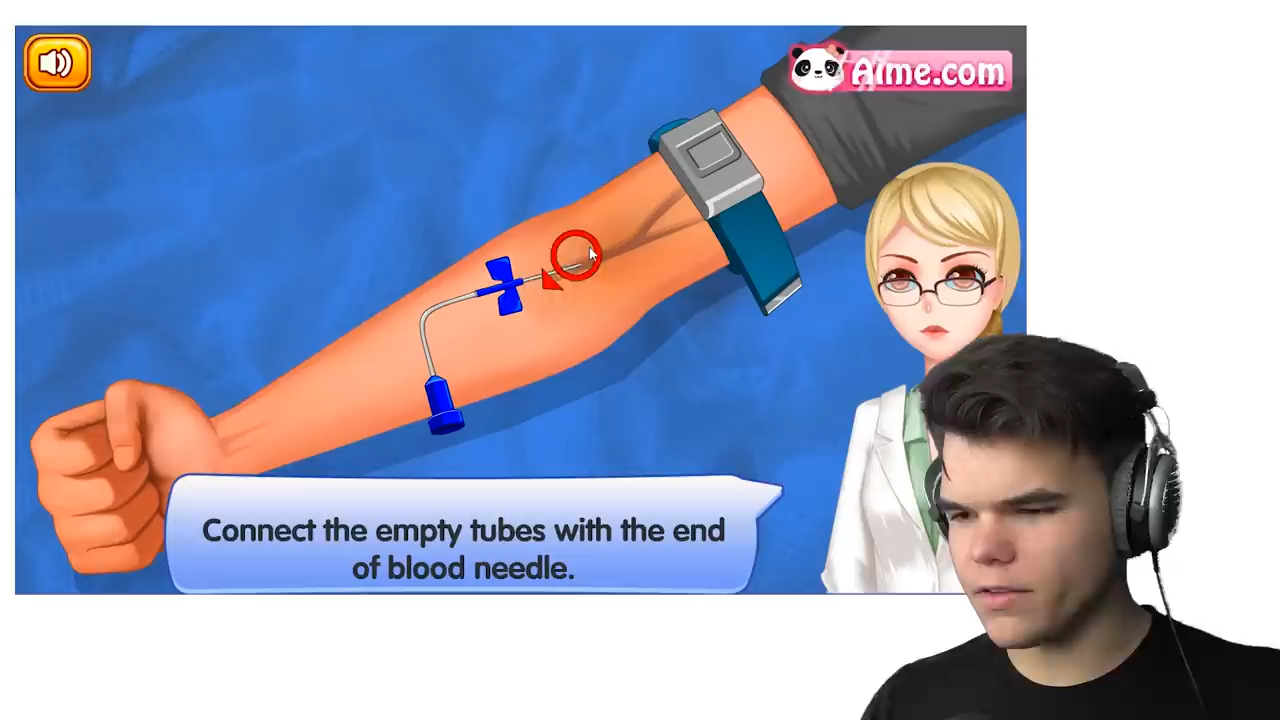 Aime.com
Connect the empty tubes with the end
of blood needle.